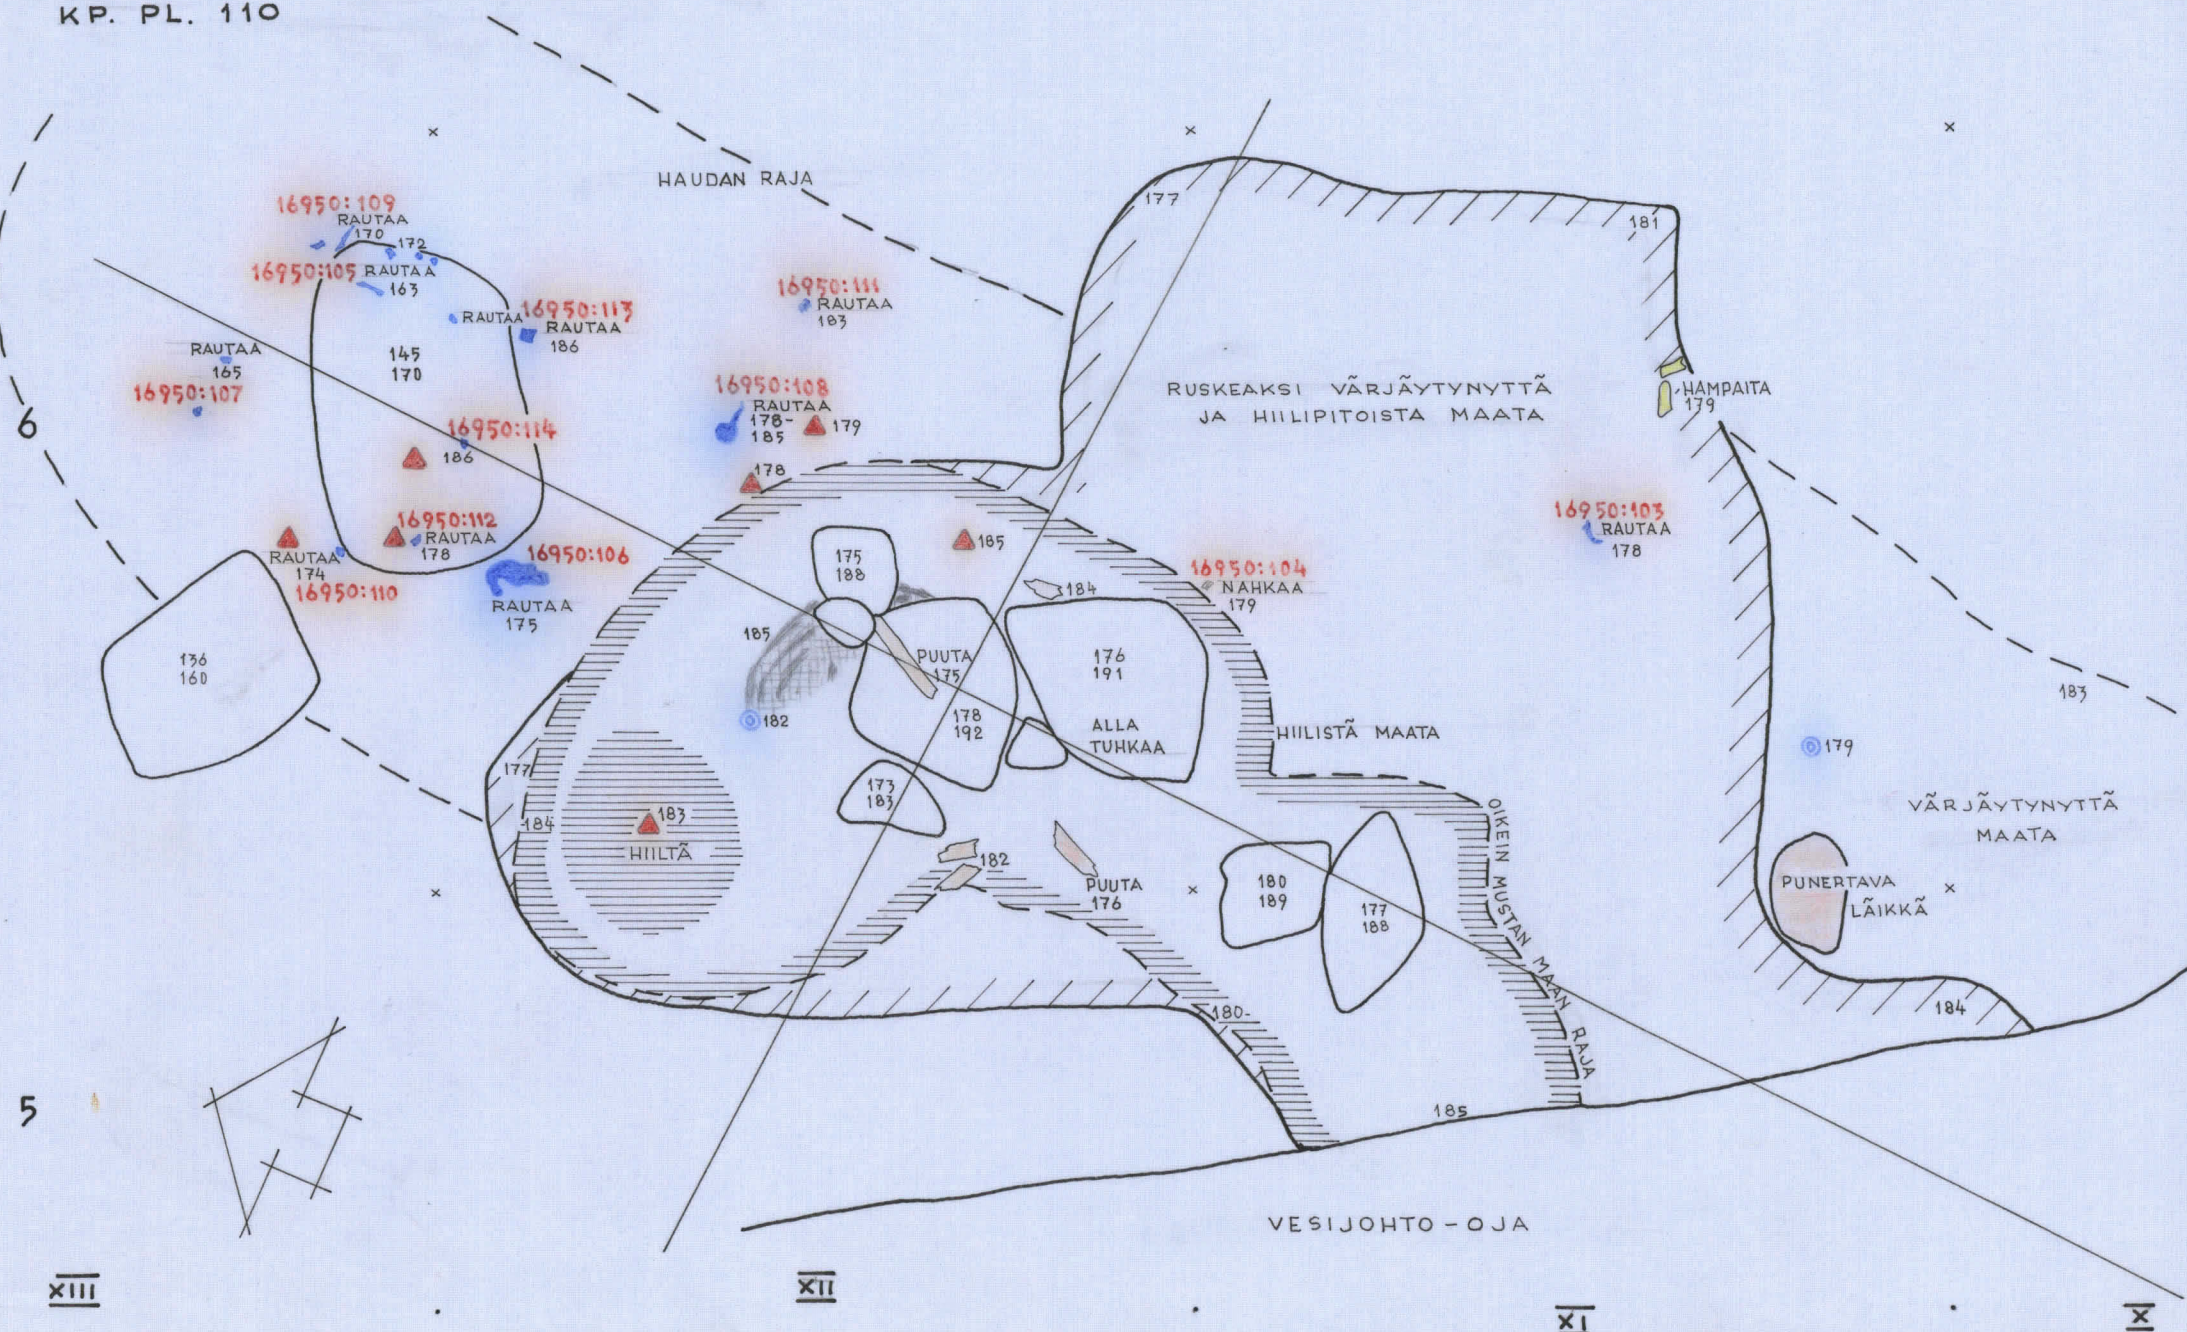 KP. PL. 110
HAUDAN RAJA
177
181
16950:109
RAUTAA
170
172
16950:105 RAUTAA
163
16950:111
RAUTAA
183
16950:113
RAUTAA
RAUTAA
186
RAUTAA
165
16950:107
145
170
16950:108
RAUTAA
178-
185
179
RUSKEAKSI VÄRJÄYTYNYTTÄ
JA HIILIPITOISTA MAATA
HAMPAITA
179
6
16950:114
186
178
16950:112
RAUTAA
178
RAUTAA
174
16950:110
16950:106
RAUTAA
175
175
188
185
184
16950:104
NAHKAA
179
16950:103
RAUTAA
178
136
160
185
PUUTA
175
176
191
178
192
ALLA
TUHKAA
182
HIILISTÄ MAATA
183
179
177
173
183
184
183
HIILTÄ
182
PUUTA
176
180
189
177
188
OIKEIN MUSTAN MAAN RAJA
VÄRJÄYTYNYTTÄ
MAATA
PUNERTAVA
LÄIKKÄ
180
184
185
5
VESIJOHTO-OJA
XIII
XII
XI
X